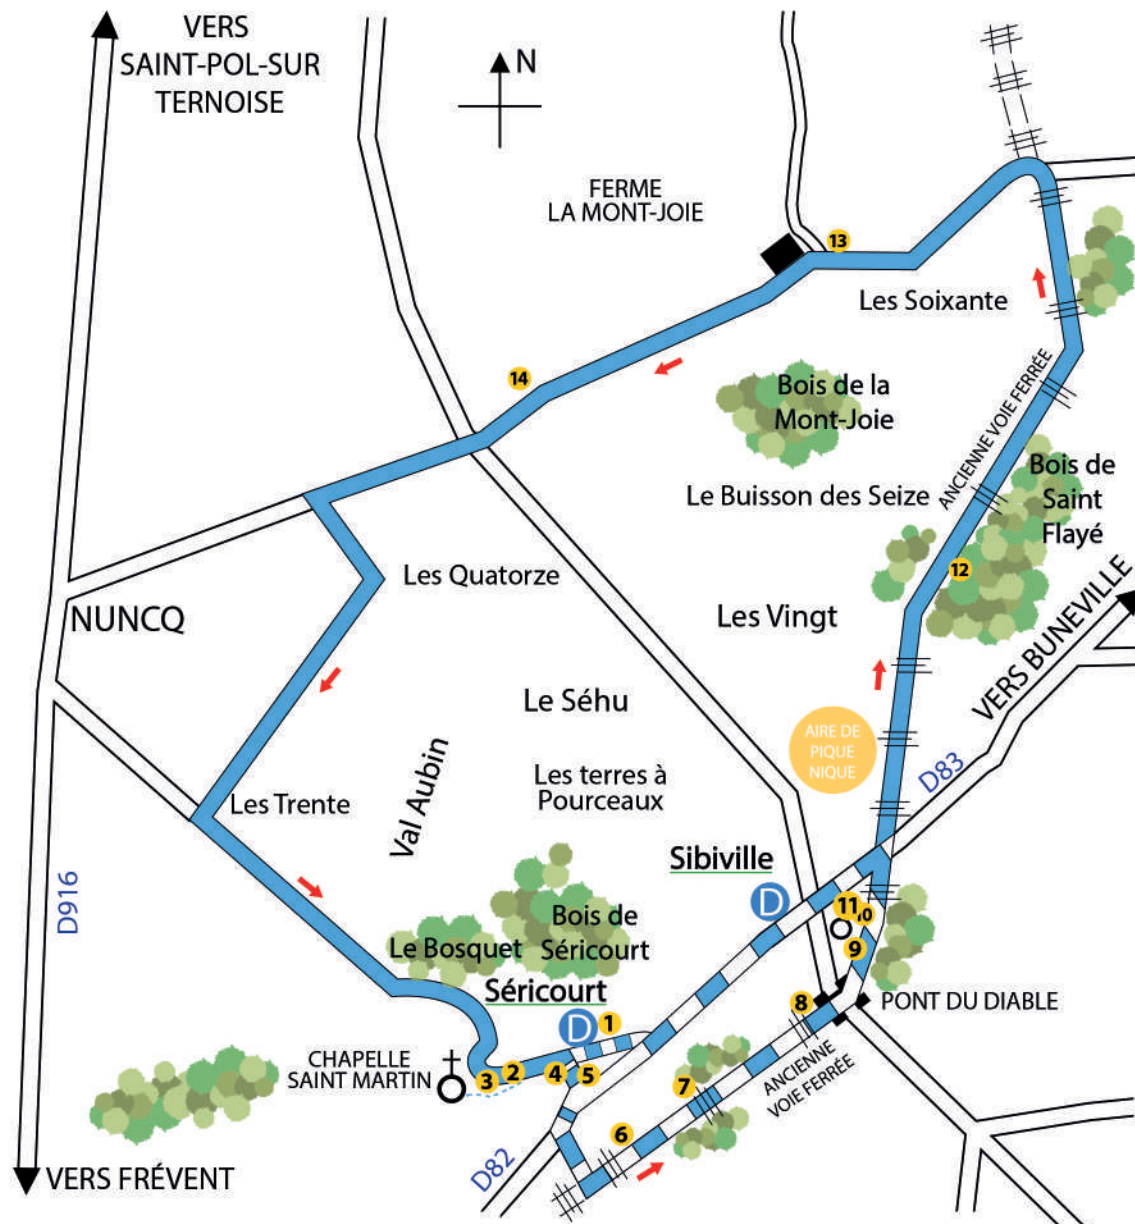 VERS
SAINT-POL-SUR
TERNOISE
N
FERME
LA MONT-JOIE
13
Les Soixante
14
Bois de la
Mont-Joie
ANCIENNE VOIE FERRÉE
Bois de
Saint
Flayé
Le Buisson des Seize
12
Les Quatorze
NUNCQ
Les Vingt
VERS BUNEVILLE
Le Séhu
AIRE DE
PIQUE
NIQUE
Val Aubin
Les terres à
Pourceaux
D83
Les Trente
Sibiville
D
D916
11
10
9
Le Bosquet
Bois de
Séricourt
Séricourt
D
1
8
PONT DU DIABLE
CHAPELLE
SAINT MARTIN
3
2
4
5
7
ANCIENNE
VOIE FERRÉE
6
D82
VERS FRÉVENT